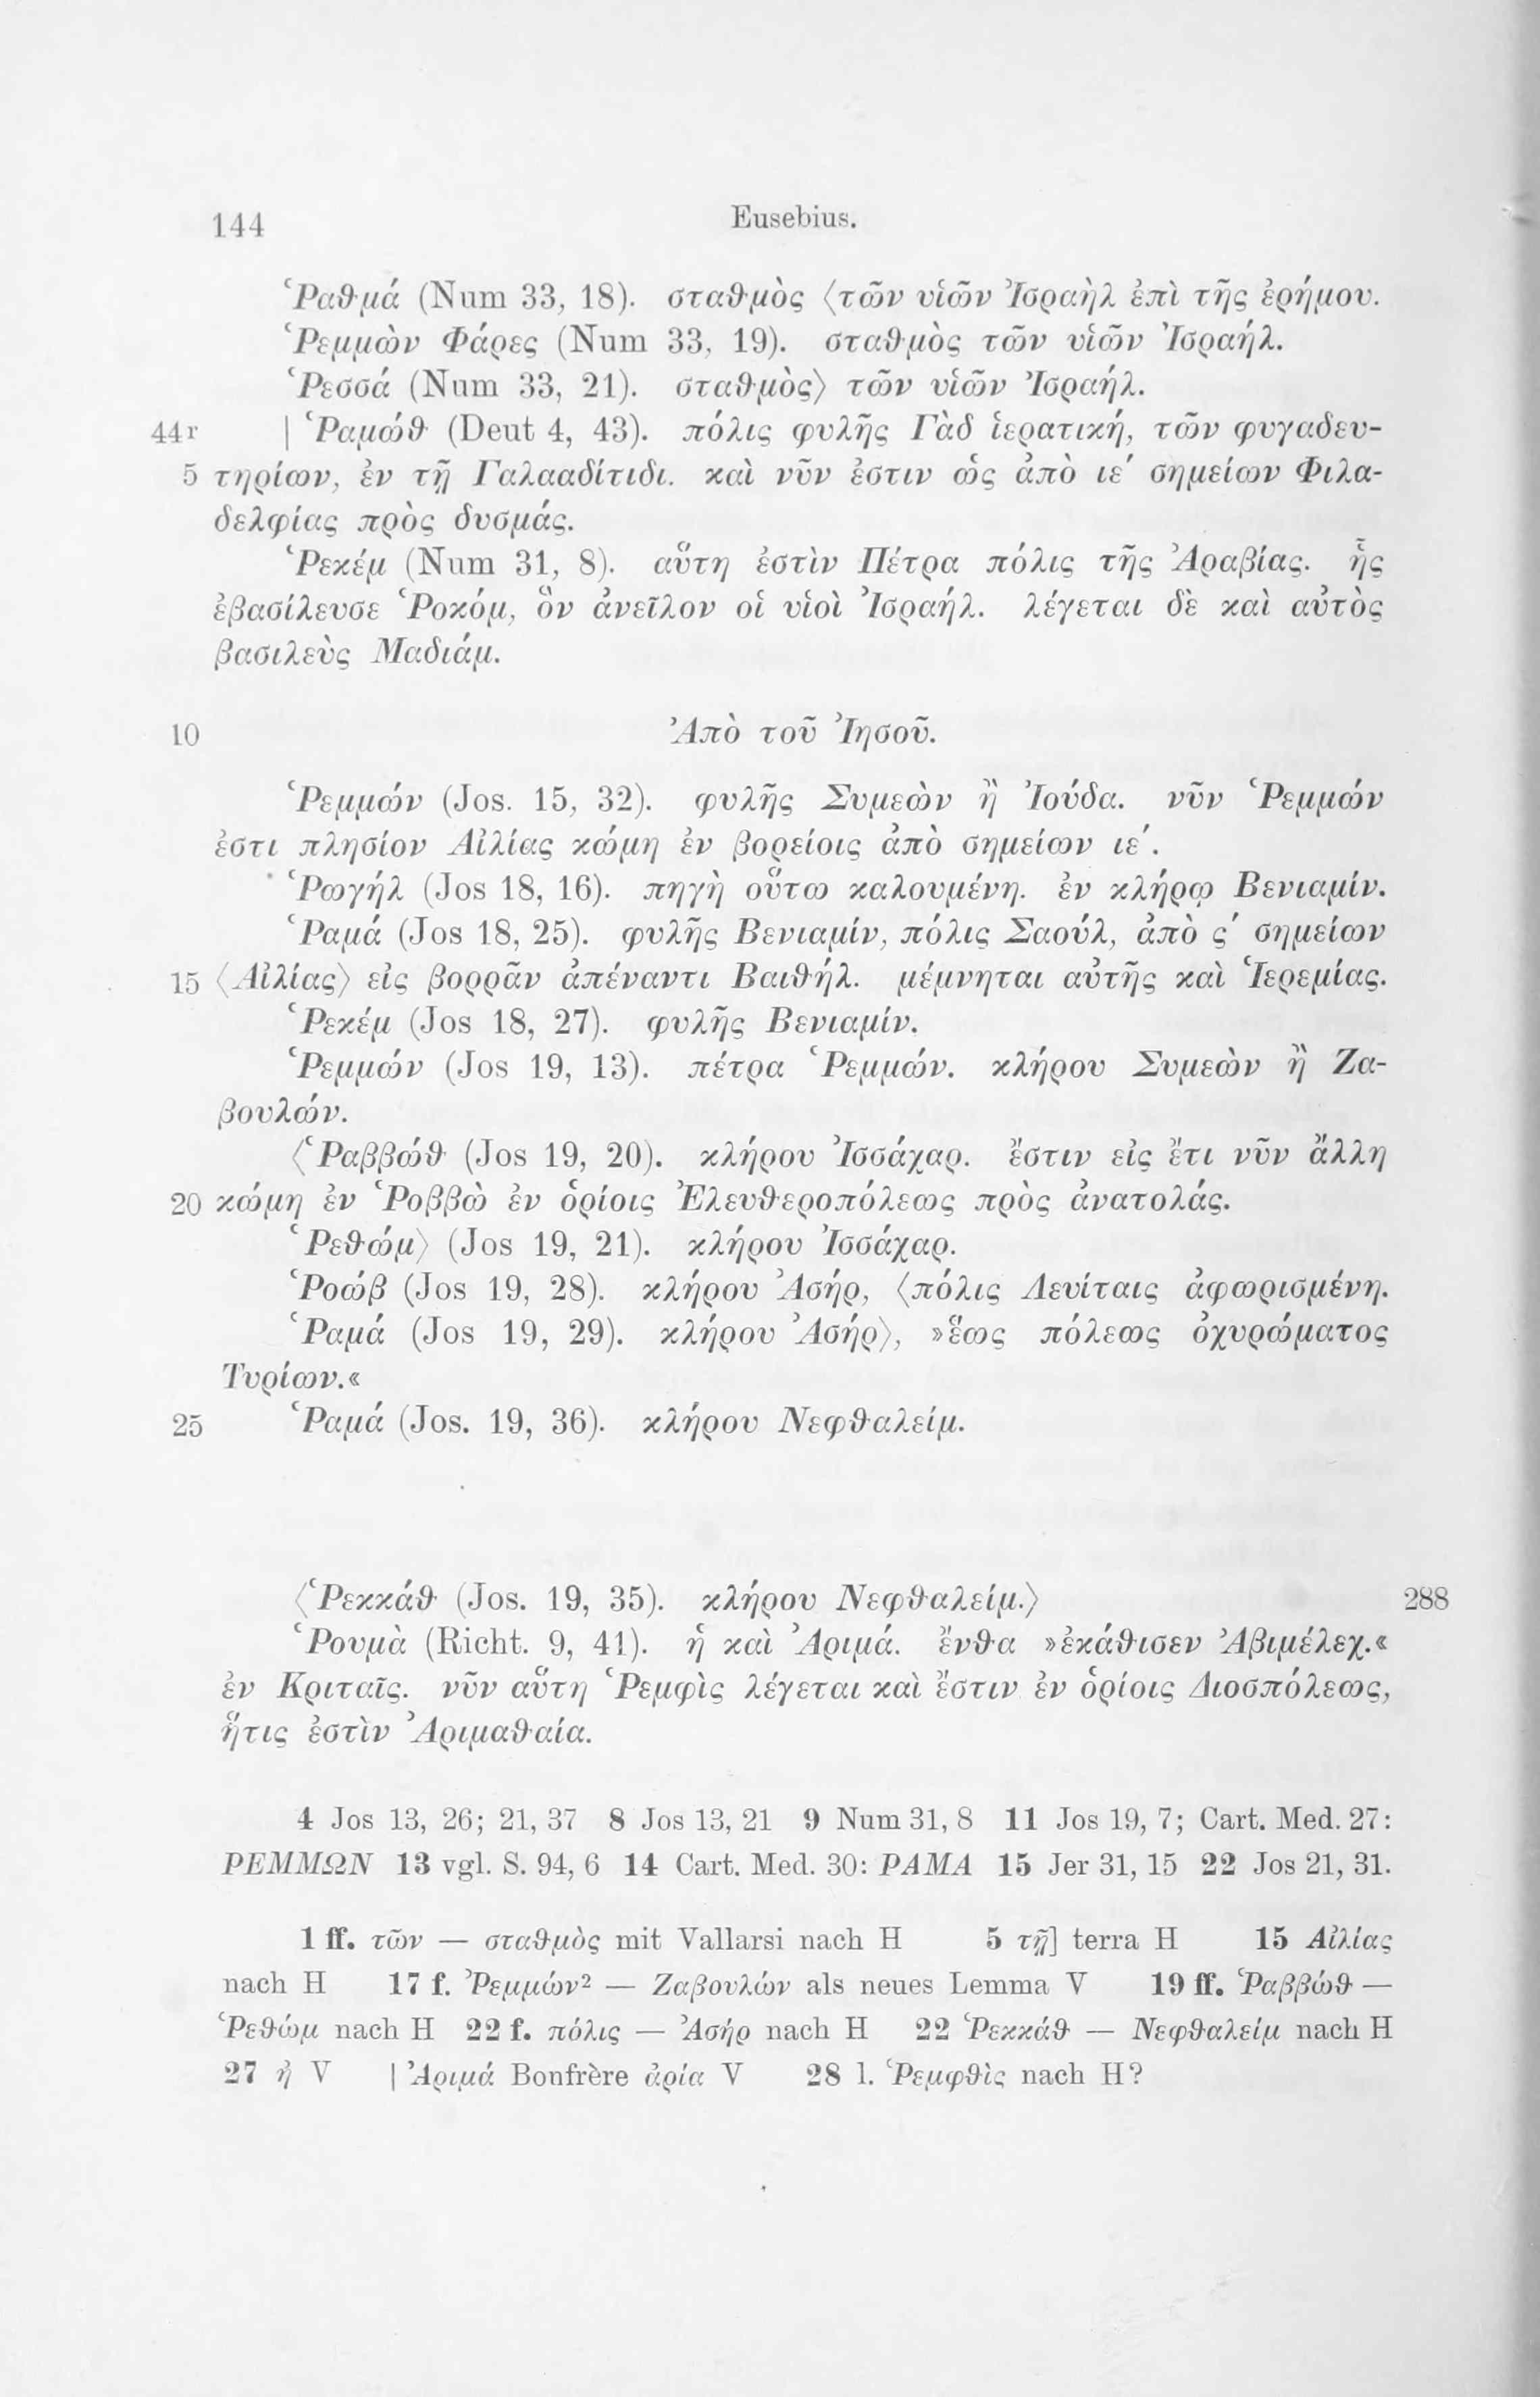 144 Eusebius.
Ῥαθμά (Num 33, 18). σταθμὸς ⟨τῶν υἱῶν Ἰσραὴλ ἐπὶ τῆς ἐρήμου.
Ῥεμμὼν Φάρες (Num 33, 19). σταθμὸς τῶν υἱῶν Ἰσραήλ.
Ῥεσσά (Num 33, 21). σταθμὸς⟩ τῶν υἱῶν Ἰσραήλ.
44r | Ῥαμώθ (Deut 4, 43). πόλις φυλῆς Γὰδ ἱερατική, τῶν φυγαδευ-
5 τηρίων, ἐν τῇ Γαλααδίτιδι. καὶ νῦν ἐστιν ὡς ἀπὸ ιε′ σημείων Φιλα-
δελφίας πρὸς δυσμάς.
Ῥεκέμ (Num 31, 8). αὕτη ἐστὶν Πέτρα πόλις τῆς Ἀραβίας. ἧς
ἐβασίλευσε Ῥοκόμ, ὃν ἀνεῖλον οἱ υἱοὶ Ἰσραήλ. λέγεται δὲ καὶ αὐτὸς
βασιλεὺς Μαδιάμ.
10 Ἀπὸ τοῦ Ἰησοῦ.
Ῥεμμών (Jos. 15, 32). φυλῆς Συμεὼν ἢ Ἰούδα. νῦν Ῥεμμών
ἐστι πλησίον Αἰλίας κώμη ἐν βορείοις ἀπὸ σημείων ιε′.
Ῥωγήλ (Jos 18, 16). πηγὴ οὕτω καλουμένη. ἐν κλήρῳ Βενιαμίν.
Ῥαμά (Jos 18, 25). φυλῆς Βενιαμίν, πόλις Σαούλ, ἀπὸ ϛ′ σημείων
15 ⟨Αἰλίας⟩ εἰς βορρᾶν ἀπέναντι Βαιθήλ. μέμνηται αὐτῆς καὶ Ἱερεμίας.
Ῥεκέμ (Jos 18, 27). φυλῆς Βενιαμίν.
Ῥεμμών (Jos 19, 13). πέτρα Ῥεμμών. κλήρου Συμεὼν ἢ Ζα-
βουλών.
⟨Ῥαββώθ (Jos 19, 20). κλήρου Ἰσσάχαρ. ἔστιν εἰς ἔτι νῦν ἄλλη
20 κώμη ἐν Ῥοββὼ ἐν ὁρίοις Ἐλευθεροπόλεως πρὸς ἀνατολάς.
Ῥεθώμ⟩ (Jos 19, 21). κλήρου Ἰσσάχαρ.
Ῥοώβ (Jos 19, 28). κλήρου Ἀσήρ, ⟨πόλις Λευίταις ἀφωρισμένη.
Ῥαμά (Jos 19, 29). κλήρου Ἀσήρ⟩, »ἕως πόλεως ὀχυρώματος
Τυρίων.«
25 Ῥαμά (Jos. 19, 36). κλήρου Νεφθαλείμ.
⟨Ῥεκκάθ (Jos. 19, 35). κλήρου Νεφθαλείμ.⟩ 288
Ῥουμὰ (Richt. 9, 41). ἡ καὶ Ἀριμά. ἔνθα »ἐκάθισεν Ἀβιμέλεχ.«
ἐν Κριταῖς. νῦν αὕτη Ῥεμφὶς λέγεται καὶ ἔστιν ἐν ὁρίοις Διοσπόλεως,
ἥτις ἐστὶν Ἀριμαθαία.
4 Jos 13, 26; 21, 37 8 Jos 13, 21 9 Num 31, 8 11 Jos 19, 7; Cart. Med. 27:
ΡΕΜΜΩΝ 13 vgl. S. 94, 6 14 Cart. Med. 30: ΡΑΜΑ 15 Jer 31, 15 22 Jos 21, 31.
1 ff. τῶν — σταθμὸς mit Vallarsi nach H 5 τῇ] terra H 15 Αἰλίας
nach H 17 f. Ῥεμμών² — Ζαβουλών als neues Lemma V 19 ff. Ῥαββώθ —
Ῥεθώμ nach H 22 f. πόλις — Ἀσήρ nach H 22 Ῥεκκάθ — Νεφθαλείμ nach H
27 ἢ V | Ἀριμά Bonfrère ἀρία V 28 l. Ῥεμφθὶς nach H?